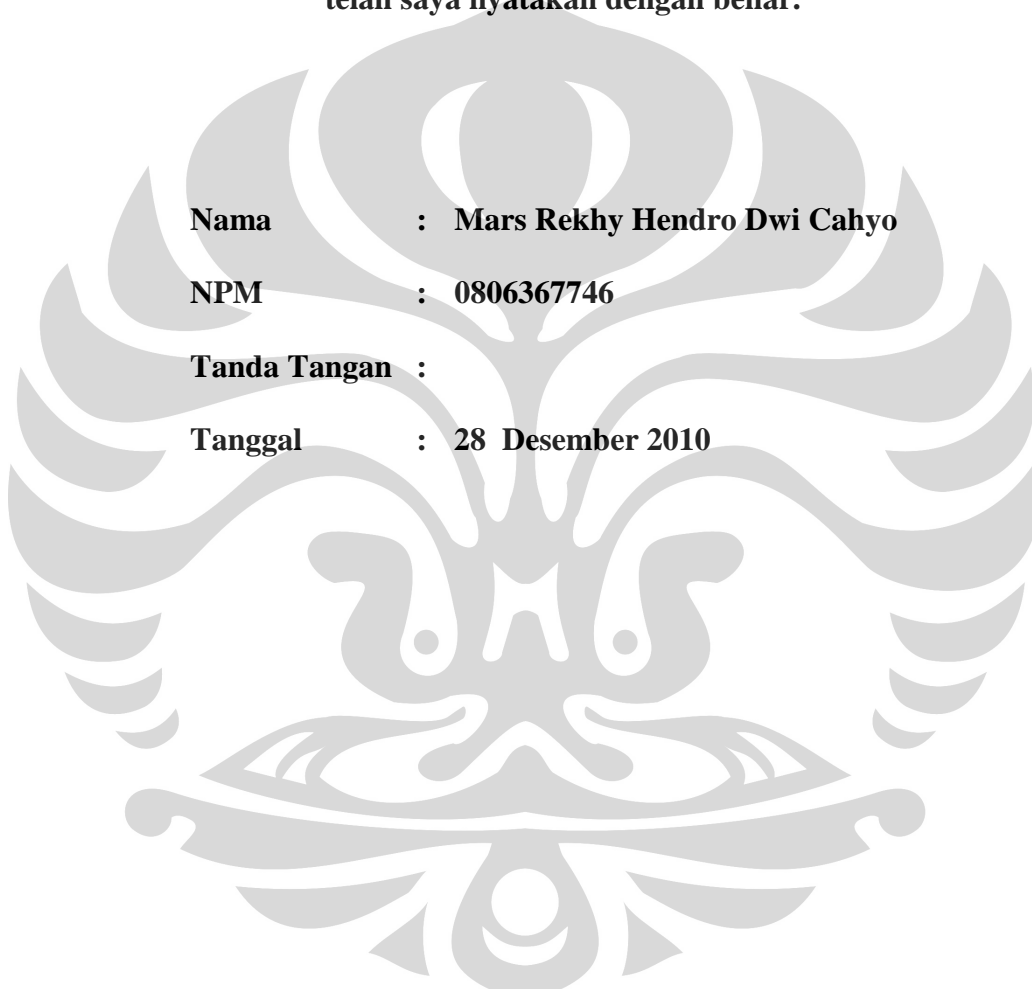 telah saya nyatakan dengan benar.
Nama : Mars Rekhy Hendro Dwi Cahyo
NPM : 0806367746
Tanda Tangan :
Tanggal : 28 Desember 2010